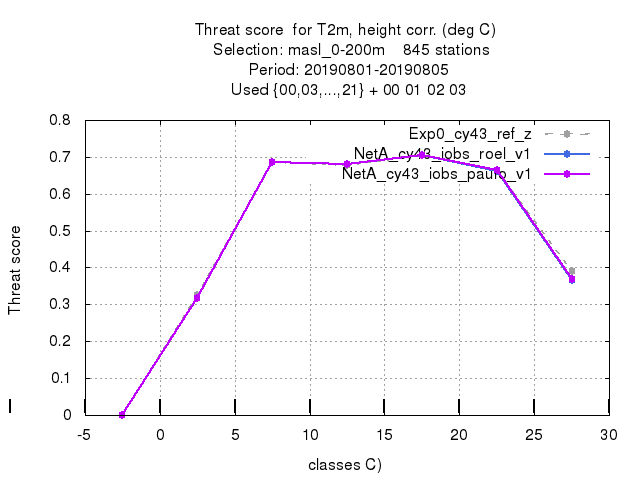 Threat score  for T2m, height corr. (deg C)
Selection: masl_0-200m    845 stations
Period: 20190801-20190805
Used {00,03,...,21} + 00 01 02 03
Exp0_cy43_ref_z
NetA_cy43_iobs_roel_v1
NetA_cy43_iobs_paulo_v1
0.8
0.7
0.6
0.5
0.4
0.3
0.2
0.1
0
Threat score
-5 0 5 10 15 20 25 30
classes C)